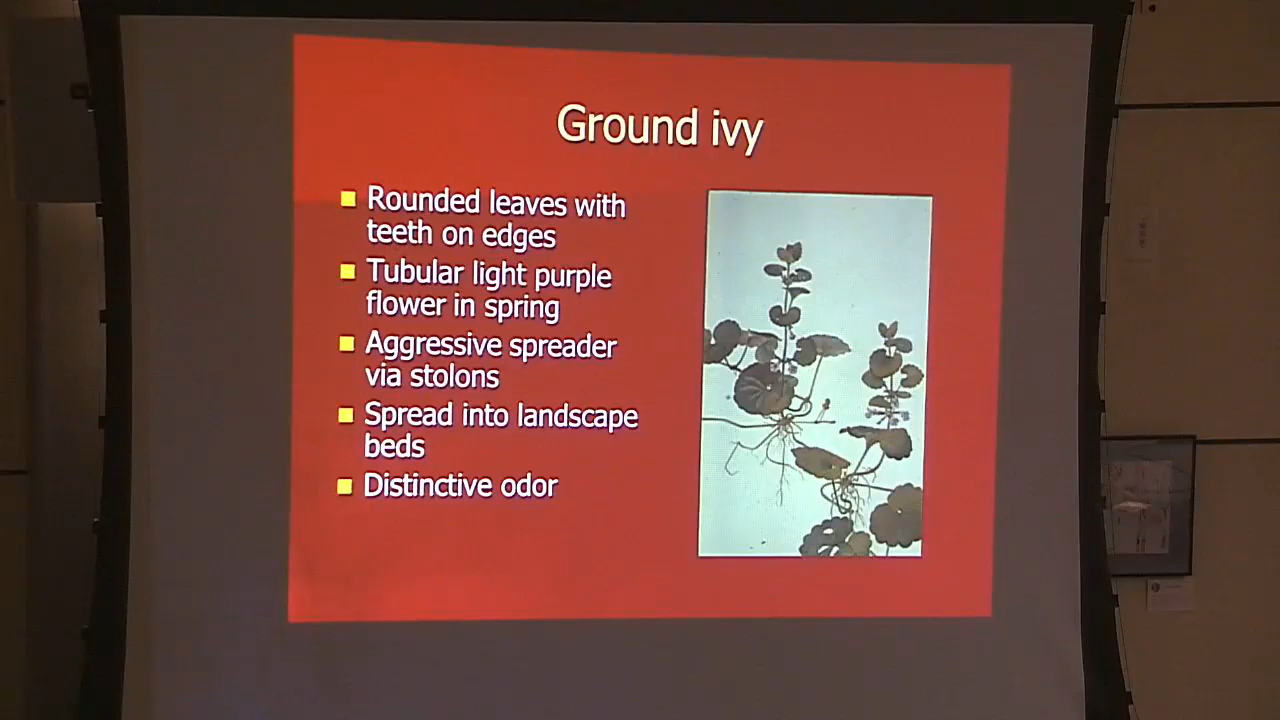 Ground ivy
Rounded leaves with
teeth on edges
Tubular light purple
flower in spring
Aggressive spreader
via stolons
Spread into landscape
beds
Distinctive odor